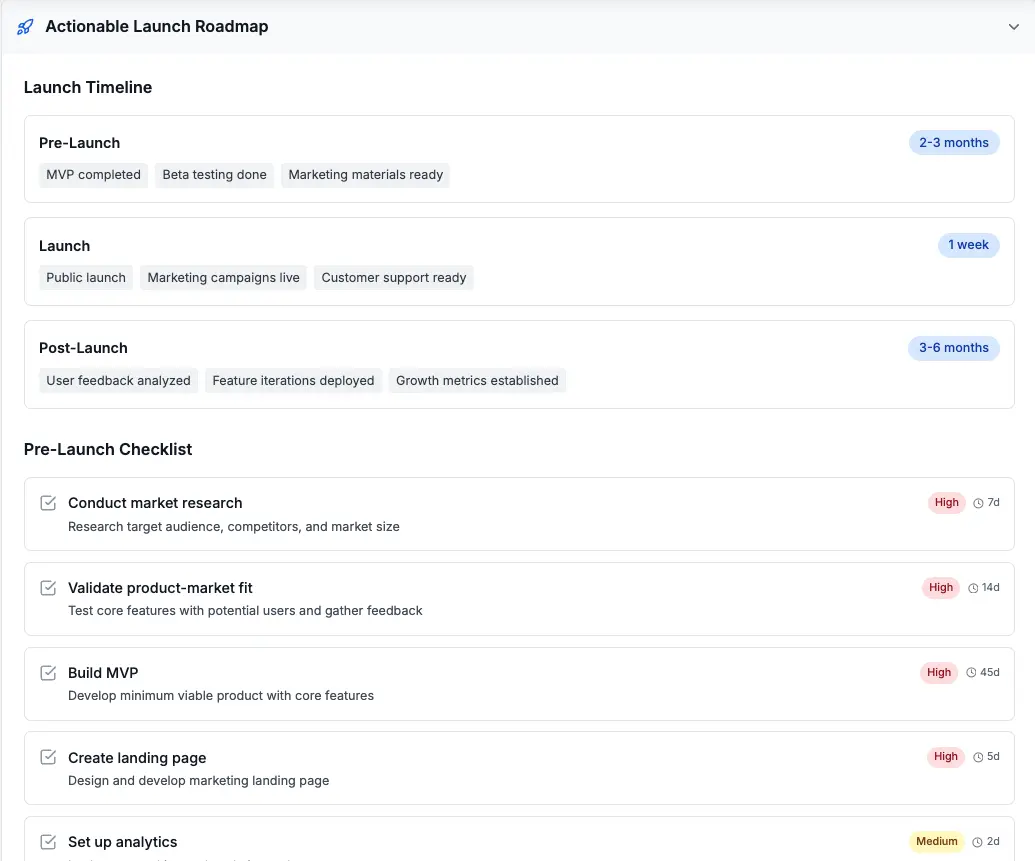 Actionable Launch Roadmap
Launch Timeline
Pre-Launch
2-3 months
MVP completed
Beta testing done
Marketing materials ready
Launch
1 week
Public launch
Marketing campaigns live
Customer support ready
Post-Launch
3-6 months
User feedback analyzed
Feature iterations deployed
Growth metrics established
Pre-Launch Checklist
Conduct market research
High
7d
Research target audience, competitors, and market size
Validate product-market fit
High
14d
Test core features with potential users and gather feedback
Build MVP
High
45d
Develop minimum viable product with core features
Create landing page
High
5d
Design and develop marketing landing page
Set up analytics
Medium
2d